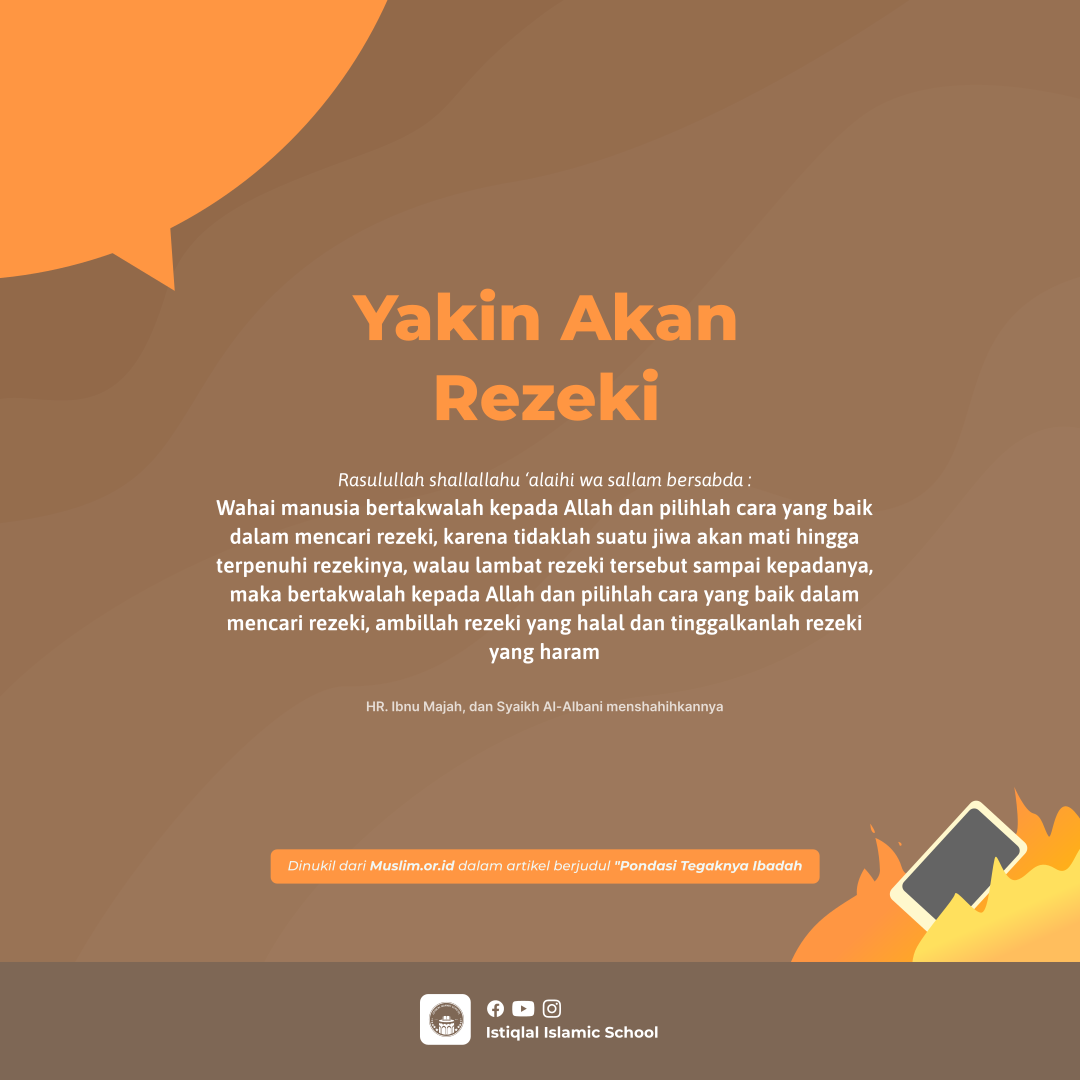 Yakin Akan
Rezeki
Rasulullah shallallahu ‘alaihi wa sallam bersabda :
Wahai manusia bertakwalah kepada Allah dan pilihlah cara yang baik
dalam mencari rezeki, karena tidaklah suatu jiwa akan mati hingga
terpenuhi rezekinya, walau lambat rezeki tersebut sampai kepadanya,
maka bertakwalah kepada Allah dan pilihlah cara yang baik dalam
mencari rezeki, ambillah rezeki yang halal dan tinggalkanlah rezeki
yang haram
HR. Ibnu Majah, dan Syaikh Al-Albani menshahihkannya
Dinukil dari Muslim.or.id dalam artikel berjudul "Pondasi Tegaknya Ibadah
Istiqlal Islamic School